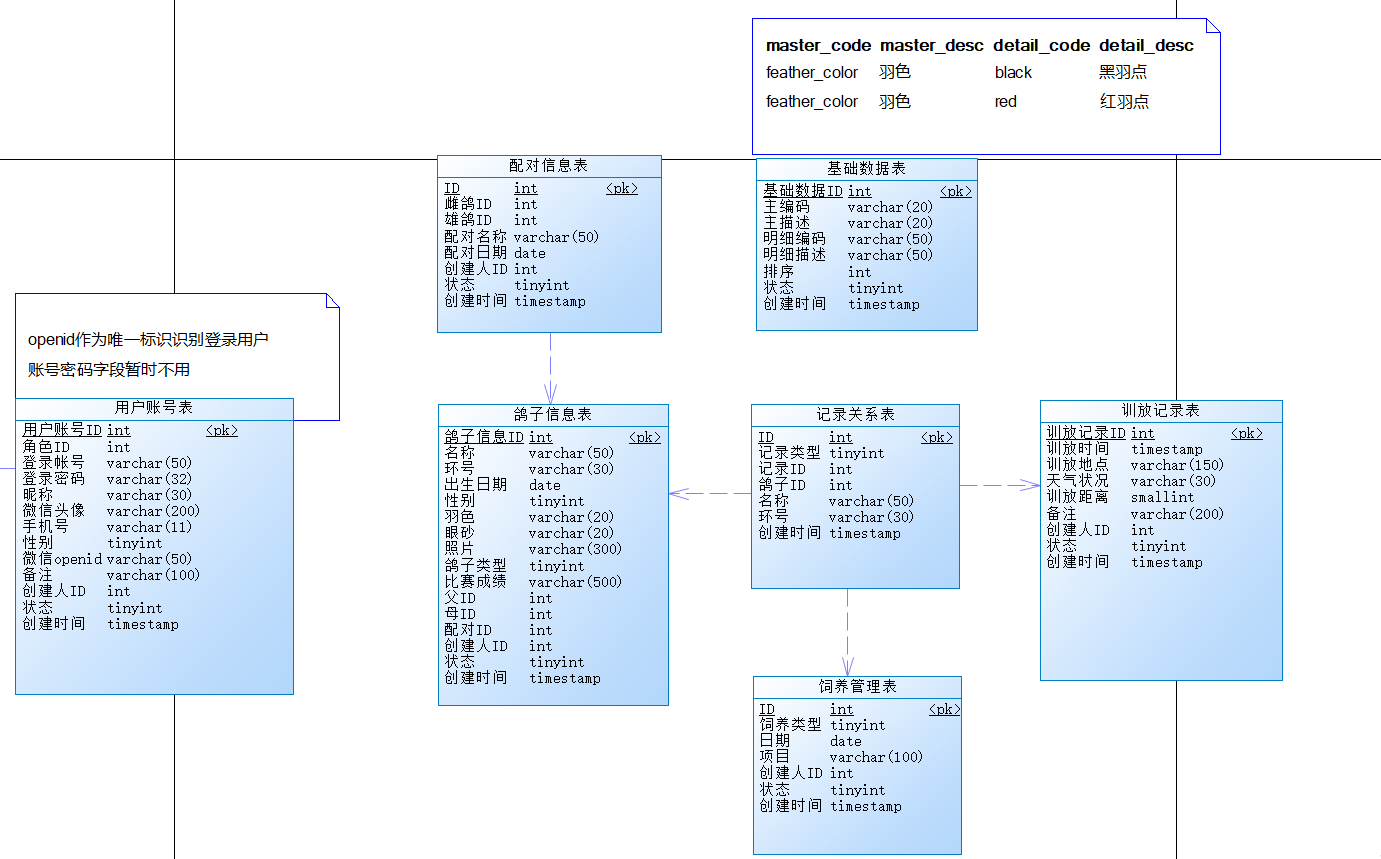 master_code master_desc detail_code detail_desc
feather_color 羽色 black 黑羽点
feather_color 羽色 red 红羽点
配对信息表
ID int <pk>
雌鸽ID int
雄鸽ID int
配对名称 varchar(50)
配对日期 date
创建人ID int
状态 tinyint
创建时间 timestamp
基础数据表
基础数据ID int <pk>
主编码 varchar(20)
主描述 varchar(20)
明细编码 varchar(50)
明细描述 varchar(50)
排序 int
状态 tinyint
创建时间 timestamp
openid作为唯一标识识别登录用户
账号密码字段暂时不用
用户账号表
用户账号ID int <pk>
角色ID int
登录帐号 varchar(50)
登录密码 varchar(32)
昵称 varchar(30)
微信头像 varchar(200)
手机号 varchar(11)
性别 tinyint
微信openid varchar(50)
备注 varchar(100)
创建人ID int
状态 tinyint
创建时间 timestamp
鸽子信息表
鸽子信息ID int <pk>
名称 varchar(50)
环号 varchar(30)
出生日期 date
性别 tinyint
羽色 varchar(20)
眼砂 varchar(20)
照片 varchar(300)
鸽子类型 tinyint
比赛成绩 varchar(500)
父ID int
母ID int
配对ID int
创建人ID int
状态 tinyint
创建时间 timestamp
记录关系表
ID int <pk>
记录类型 tinyint
记录ID int
鸽子ID int
名称 varchar(50)
环号 varchar(30)
创建时间 timestamp
训放记录表
训放记录ID int <pk>
训放时间 timestamp
训放地点 varchar(150)
天气状况 varchar(30)
训放距离 smallint
备注 varchar(200)
创建人ID int
状态 tinyint
创建时间 timestamp
饲养管理表
ID int <pk>
饲养类型 tinyint
日期 date
项目 varchar(100)
创建人ID int
状态 tinyint
创建时间 timestamp